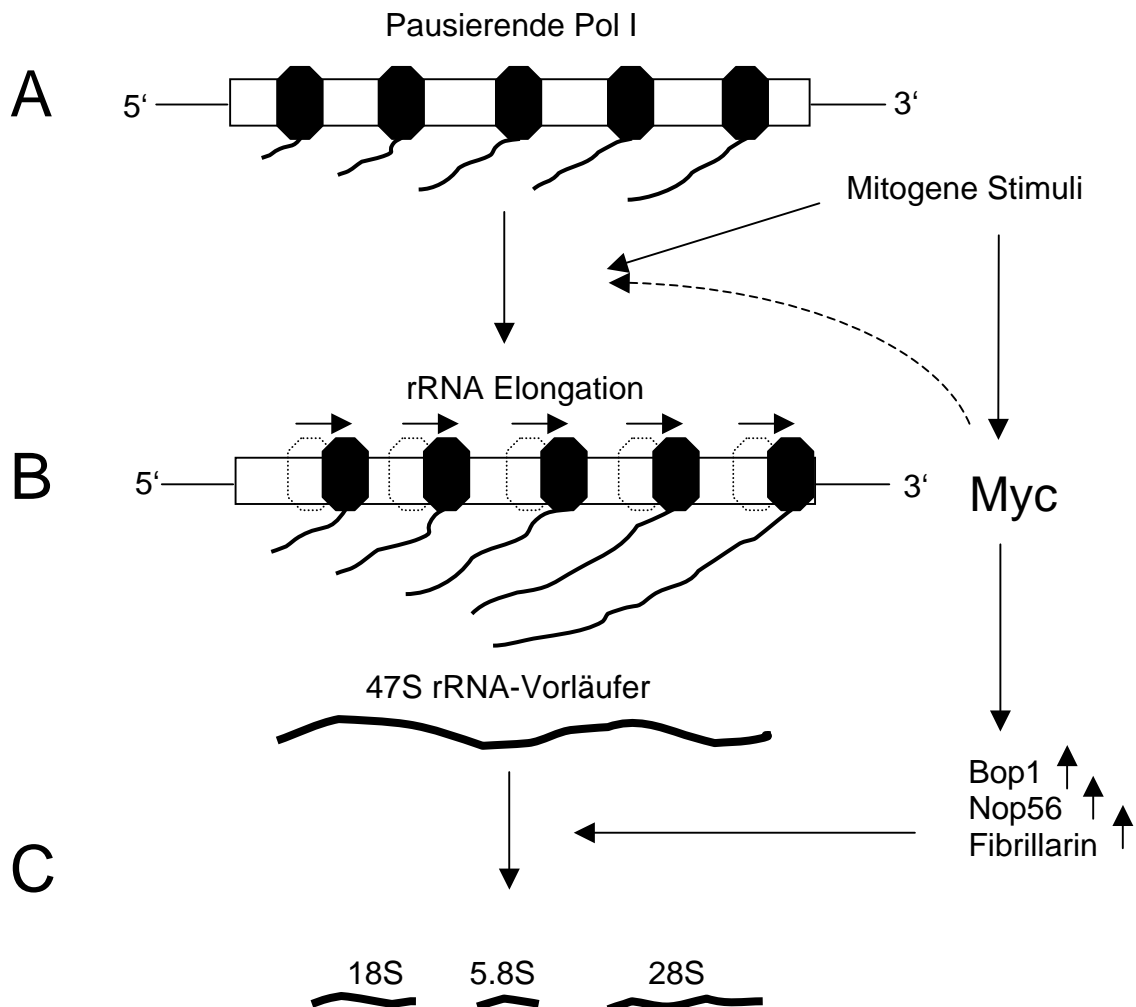 Pausierende Pol I
A
5‘
3‘
Mitogene Stimuli
rRNA Elongation
B
5‘
3‘
Myc
47S rRNA-Vorläufer
Bop1
Nop56
Fibrillarin
C
18S 5.8S 28S